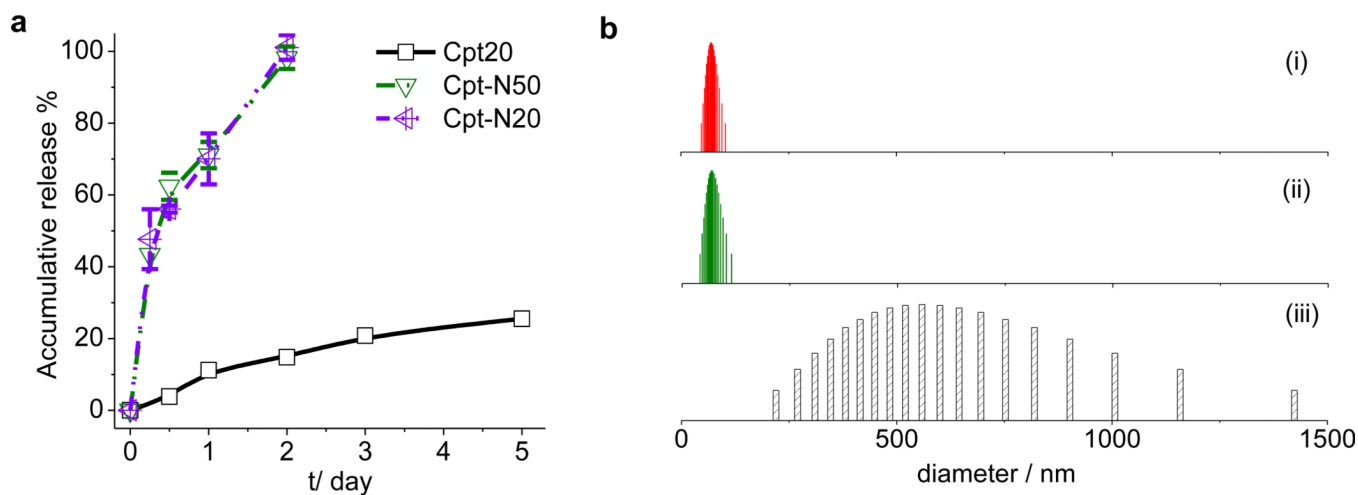 a
Accumulative release %
100
80
60
40
20
0
Cpt20
Cpt-N50
Cpt-N20
0 1 2 3 4 5
t/ day
b
(i)
(ii)
(iii)
0 500 1000 1500
diameter / nm